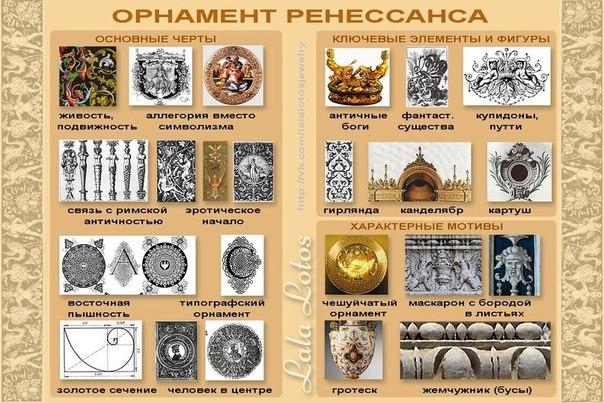 ОРНАМЕНТ РЕНЕССАНСА
ОСНОВНЫЕ ЧЕРТЫ
живость,
подвижность
аллегория вместо
символизма
связь с римской
античностью
эротическое
начало
восточная
пышность
типографский
орнамент
золотое сечение
человек в центре
http://vk.com/lalalotosjewelry
Lala Lotos
КЛЮЧЕВЫЕ ЭЛЕМЕНТЫ И ФИГУРЫ
античные
боги
фантаст.
существа
купидоны,
путти
гирлянда
канделябр
картуш
ХАРАКТЕРНЫЕ МОТИВЫ
чешуйчатый
орнамент
маскарон с бородой
в листьях
гротеск
жемчужник (бусы)